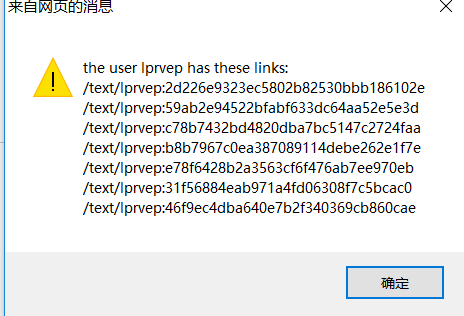 来自网页的消息
the user lprvep has these links:
/text/lprvep:2d226e9323ec5802b82530bbb186102e
/text/lprvep:59ab2e94522bfabf633dc64aa52e5e3d
/text/lprvep:c78b7432bd4820dba7bc5147c2724faa
/text/lprvep:b8b7967c0ea387089114debe262e1f7e
/text/lprvep:e78f6428b2a3563cf6f476ab7ee970eb
/text/lprvep:31f56884eab971a4fd06308f7c5bcac0
/text/lprvep:46f9ec4dba640e7b2f340369cb860cae
确定